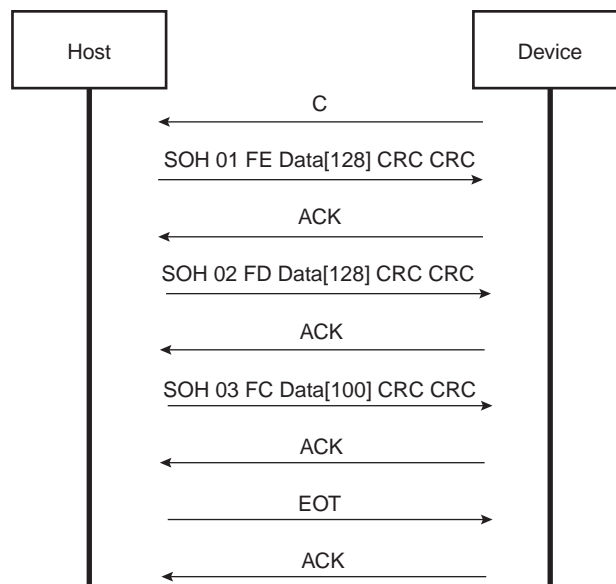 Host
Device
C
SOH 01 FE Data[128] CRC CRC
ACK
SOH 02 FD Data[128] CRC CRC
ACK
SOH 03 FC Data[100] CRC CRC
ACK
EOT
ACK